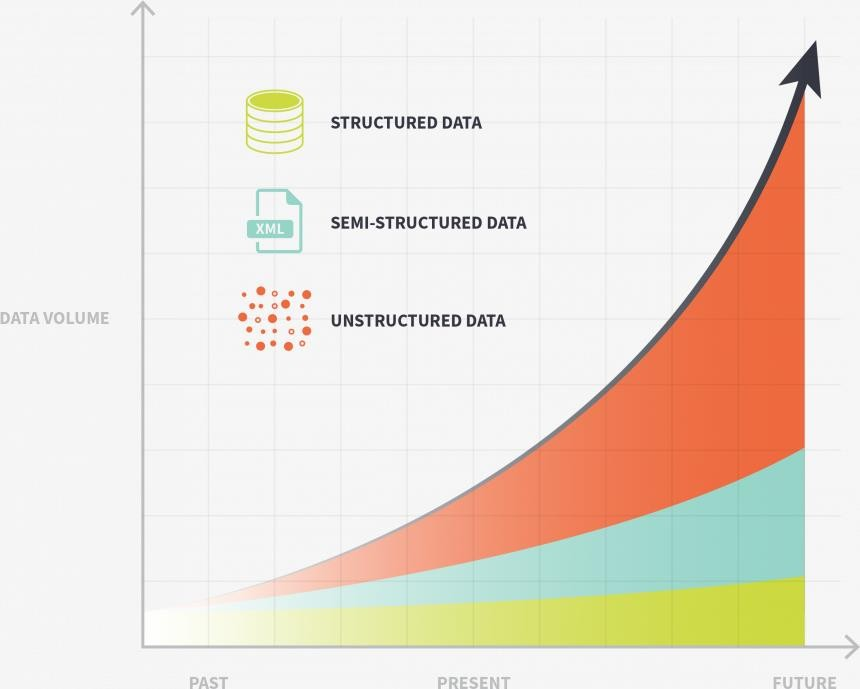 STRUCTURED DATA
XML
SEMI-STRUCTURED DATA
UNSTRUCTURED DATA
DATA VOLUME
PAST
PRESENT
FUTURE